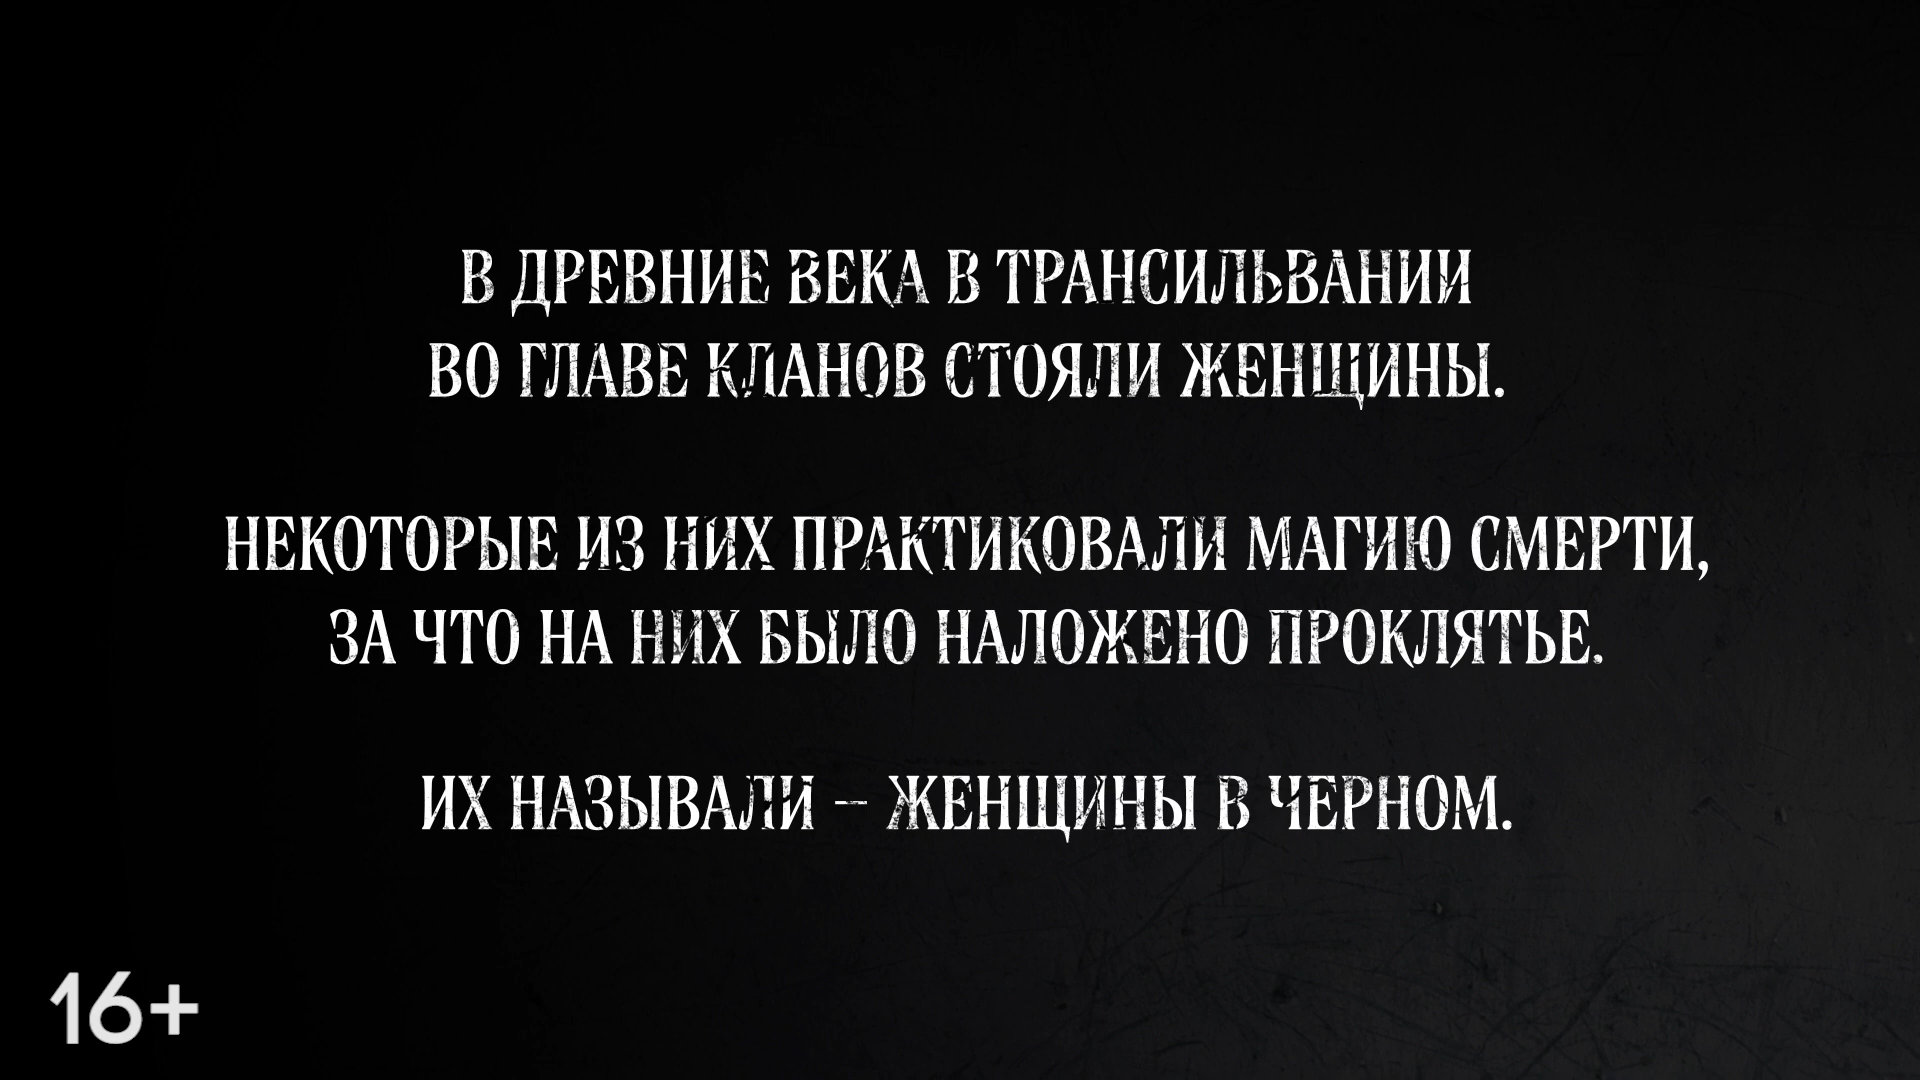 В ДРЕВНИЕ ВЕКА В ТРАНСИЛЬВАНИИ
ВО ГЛАВЕ КЛАНОВ СТОЯЛИ ЖЕНЩИНЫ.
НЕКОТОРЫЕ ИЗ НИХ ПРАКТИКОВАЛИ МАГИЮ СМЕРТИ,
ЗА ЧТО НА НИХ БЫЛО НАЛОЖЕНО ПРОКЛЯТЬЕ.
ИХ НАЗЫВАЛИ – ЖЕНЩИНЫ В ЧЕРНОМ.
16+